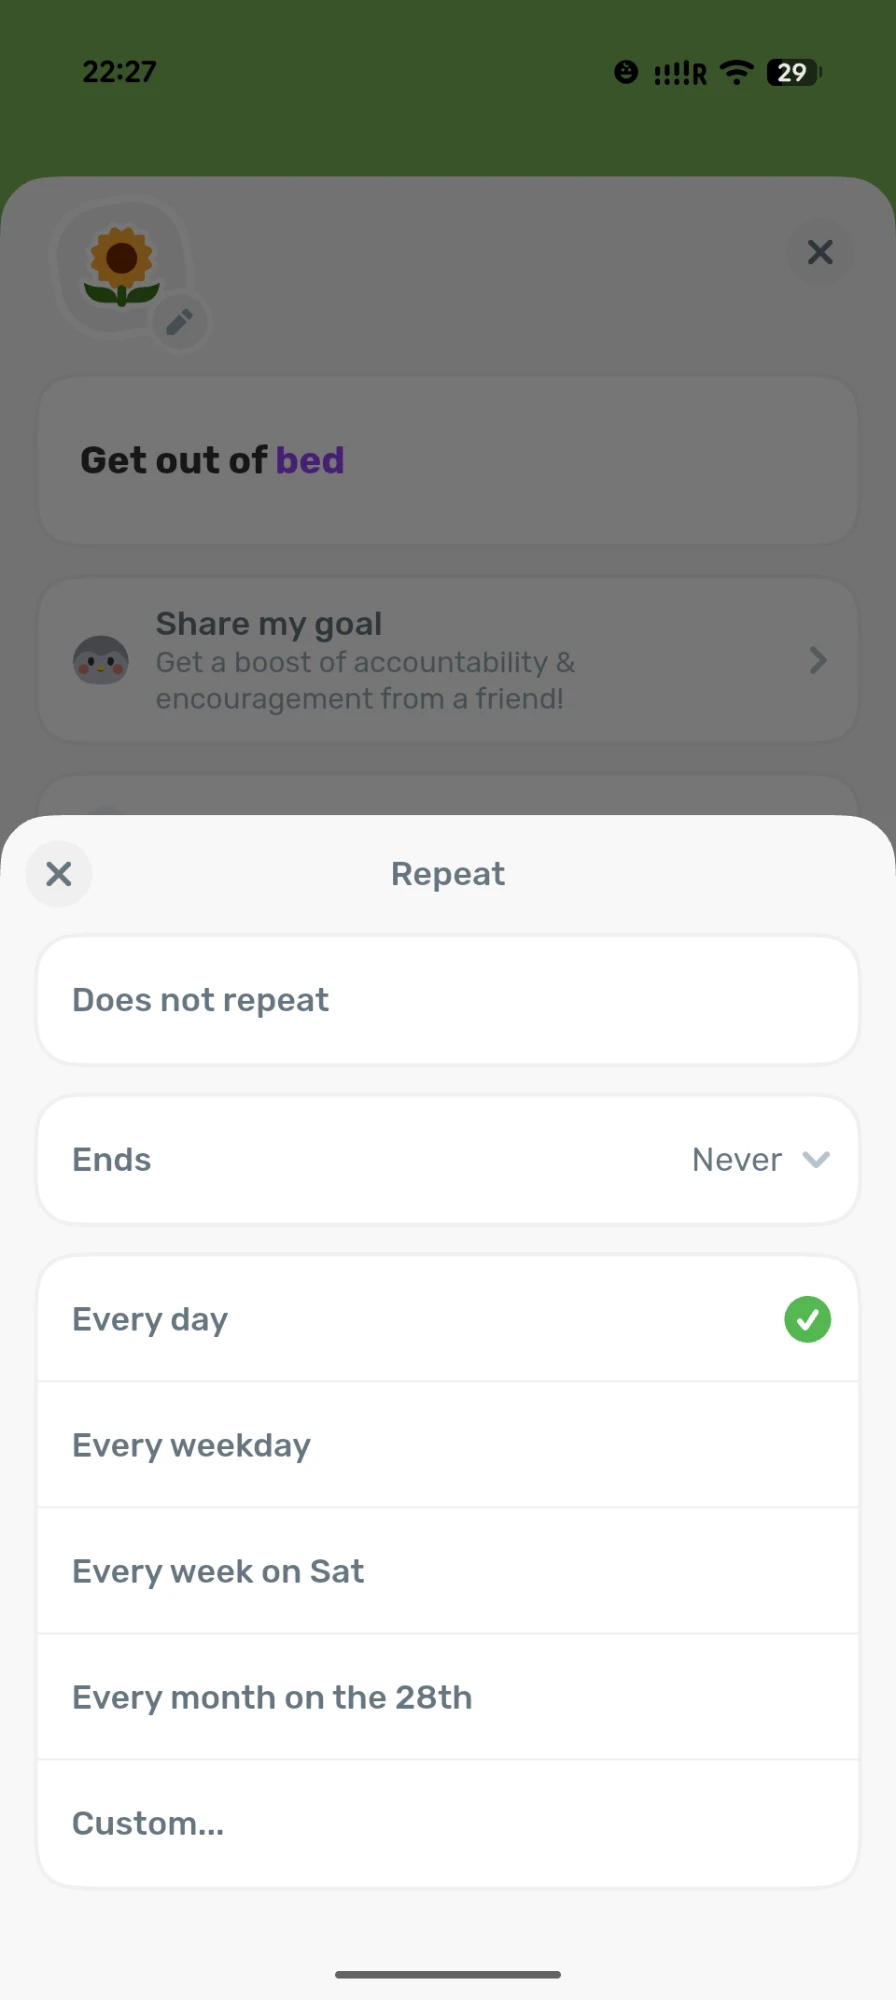 22:27
R
29
Get out of bed
Share my goal
Get a boost of accountability &
encouragement from a friend!
Repeat
Does not repeat
Ends
Never
Every day
Every weekday
Every week on Sat
Every month on the 28th
Custom...